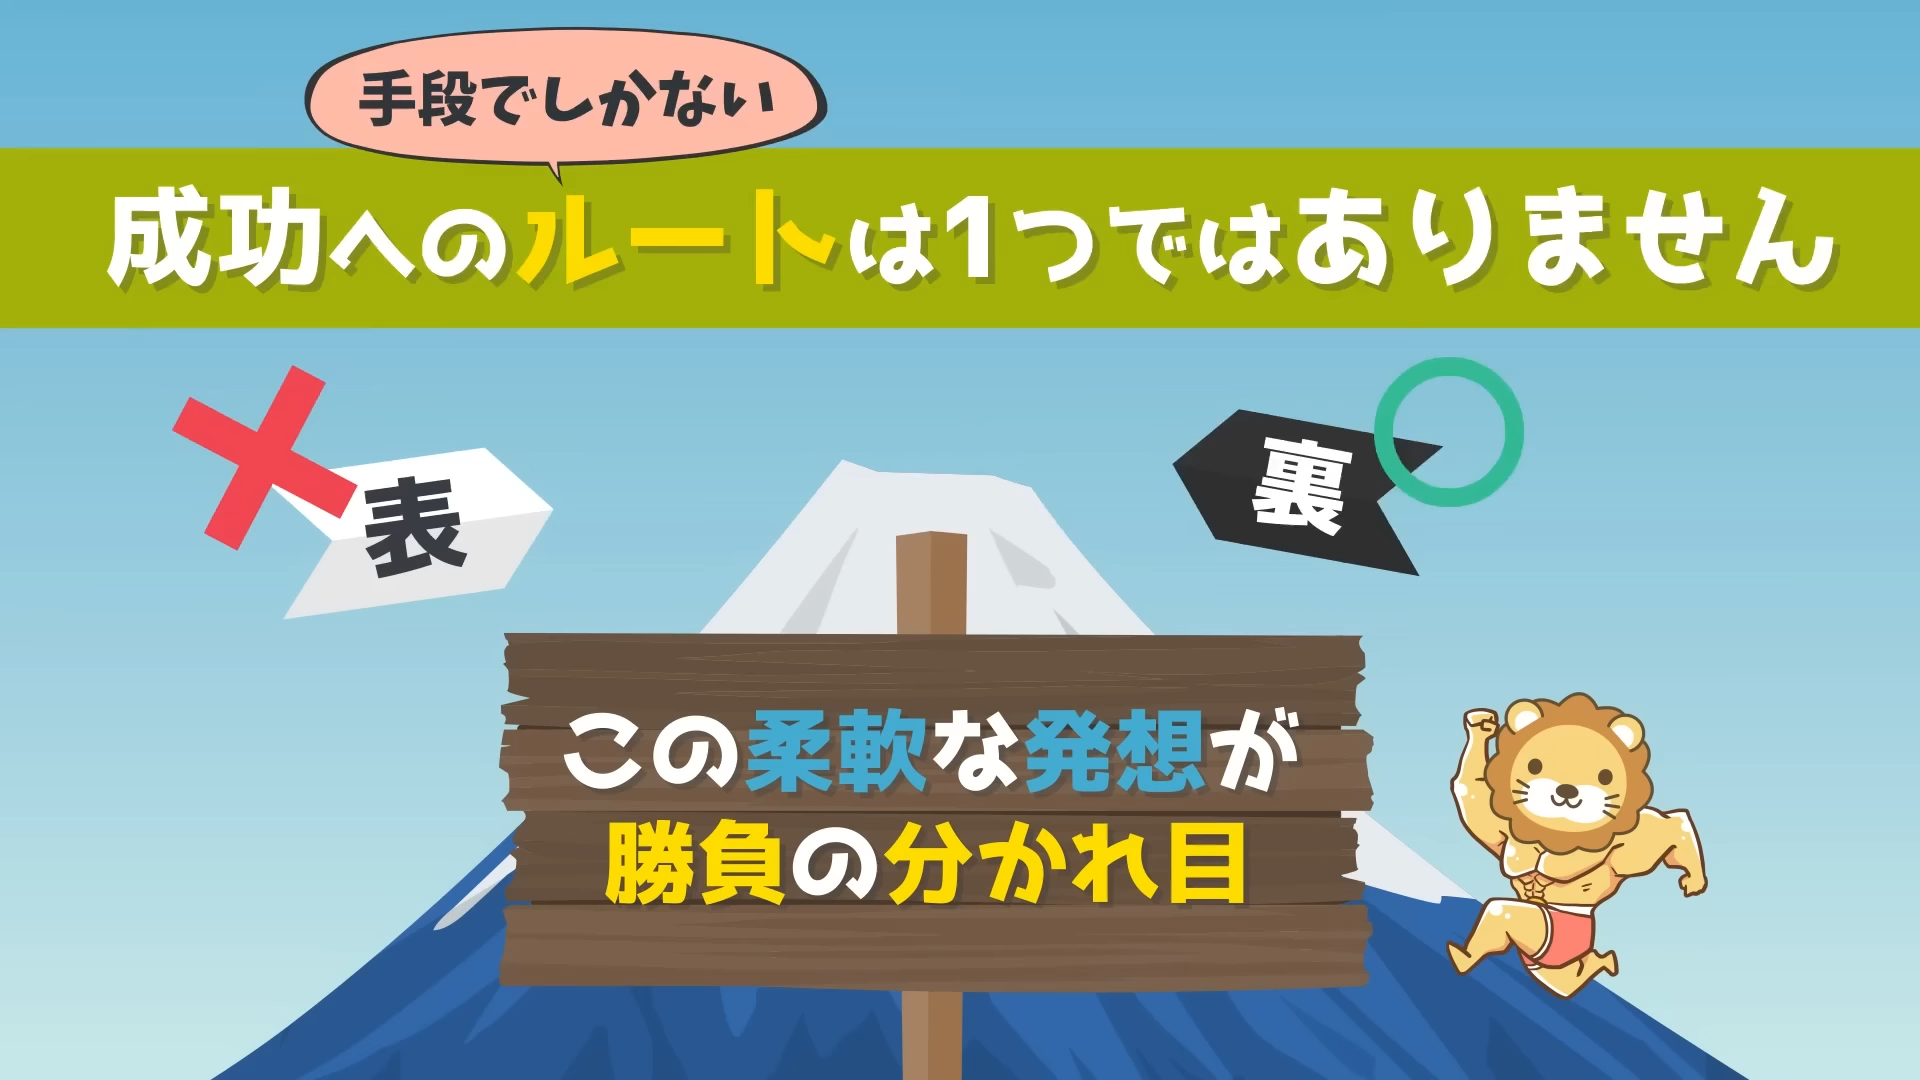 手段でしかない
成功へのルートは1つではありません
表
裏
この柔軟な発想が
勝負の分かれ目